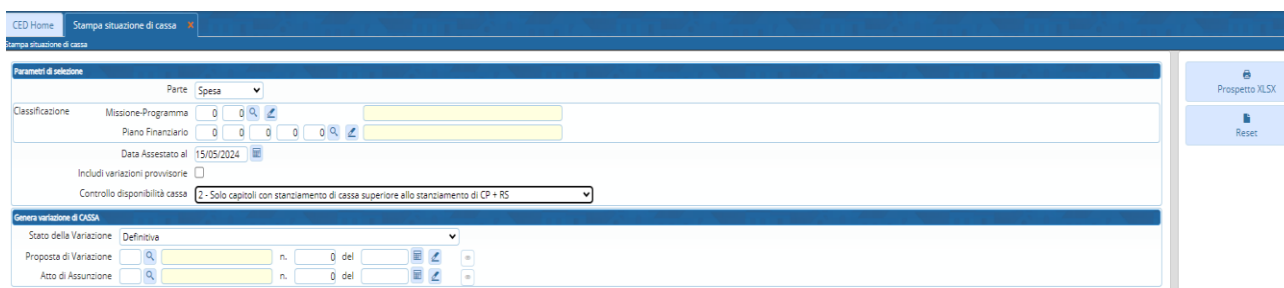 CED Home Stampa situazione di cassa ×
Stampa situazione di cassa
Parametri di selezione
Parte Spesa
Classificazione Missione-Programma 0 0
Piano Finanziario 0 0 0 0 0
Data Assestato al 15/05/2024
Includi variazioni provvisorie
Controllo disponibilità cassa 2 - Solo capitoli con stanziamento di cassa superiore allo stanziamento di CP + RS
Genera variazione di CASSA
Stato della Variazione Definitiva
Proposta di Variazione n. 0 del
Atto di Assunzione n. 0 del
Prospetto XLSX
Reset